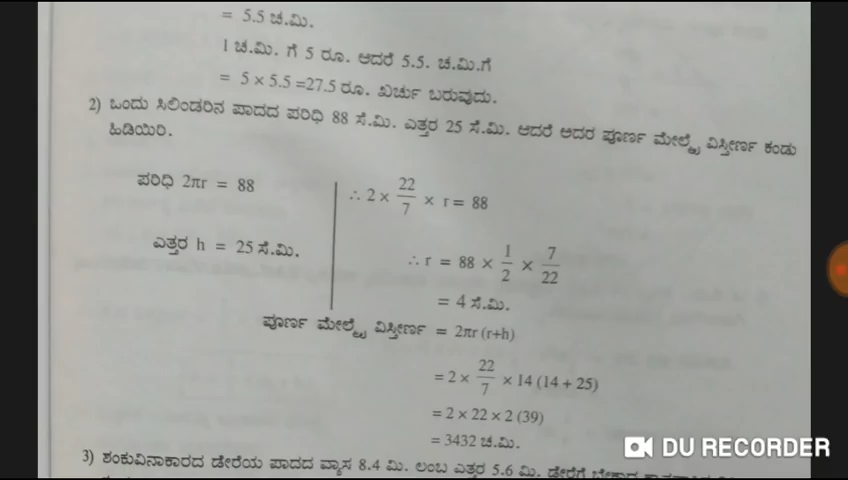 = 5.5 ಚ.ಮಿ.
1 ಚ.ಮಿ. ಗೆ 5 ರೂ. ಆದರೆ 5.5. ಚ.ಮಿ.ಗೆ
= 5 × 5.5 =27.5 ರೂ. ಖರ್ಚು ಬರುವುದು.
2) ಒಂದು ಸಿಲಿಂಡರಿನ ಪಾದದ ಪರಿಧಿ 88 ಸೆ.ಮಿ. ಎತ್ತರ 25 ಸೆ.ಮಿ. ಆದರೆ ಅದರ ಪೂರ್ಣ ಮೇಲ್ಮೈ ವಿಸ್ತೀರ್ಣ ಕಂಡು
ಹಿಡಿಯಿರಿ.
ಪರಿಧಿ 2πr = 88
ಎತ್ತರ h = 25 ಸೆ.ಮಿ.
∴ 2 × 22/7 × r = 88
∴ r = 88 × 1/2 × 7/22
= 4 ಸೆ.ಮಿ.
ಪೂರ್ಣ ಮೇಲ್ಮೈ ವಿಸ್ತೀರ್ಣ = 2πr (r+h)
= 2 × 22/7 × 14 (14 + 25)
= 2 × 22 × 2 (39)
= 3432 ಚ.ಮಿ.
3) ಶಂಕುವಿನಾಕಾರದ ಡೇರೆಯ ಪಾದದ ವ್ಯಾಸ 8.4 ಮಿ. ಲಂಬ ಎತ್ತರ 5.6 ಮಿ. ಡೇರೆಗೆ
DU RECORDER